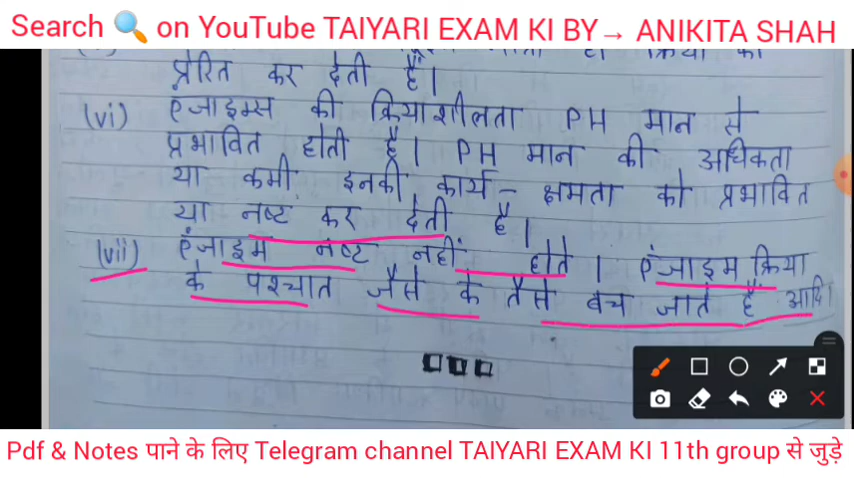 Search 🔍 on YouTube TAIYARI EXAM KI BY→ ANIKITA SHAH
क्रिया को
प्रेरित कर देती है।
(vi) एंजाइम्स की क्रियाशीलता PH मान से
प्रभावित होती है। PH मान की अधिकता
या कमी इनकी कार्य - क्षमता को प्रभावित
या नष्ट कर देती है।
(vii) एंजाइम नष्ट नहीं होते। एंजाइम क्रिया
के पश्चात जैसे के तैसे बच जाते हैं आदि।
Pdf & Notes पाने के लिए Telegram channel TAIYARI EXAM KI 11th group से जुड़े